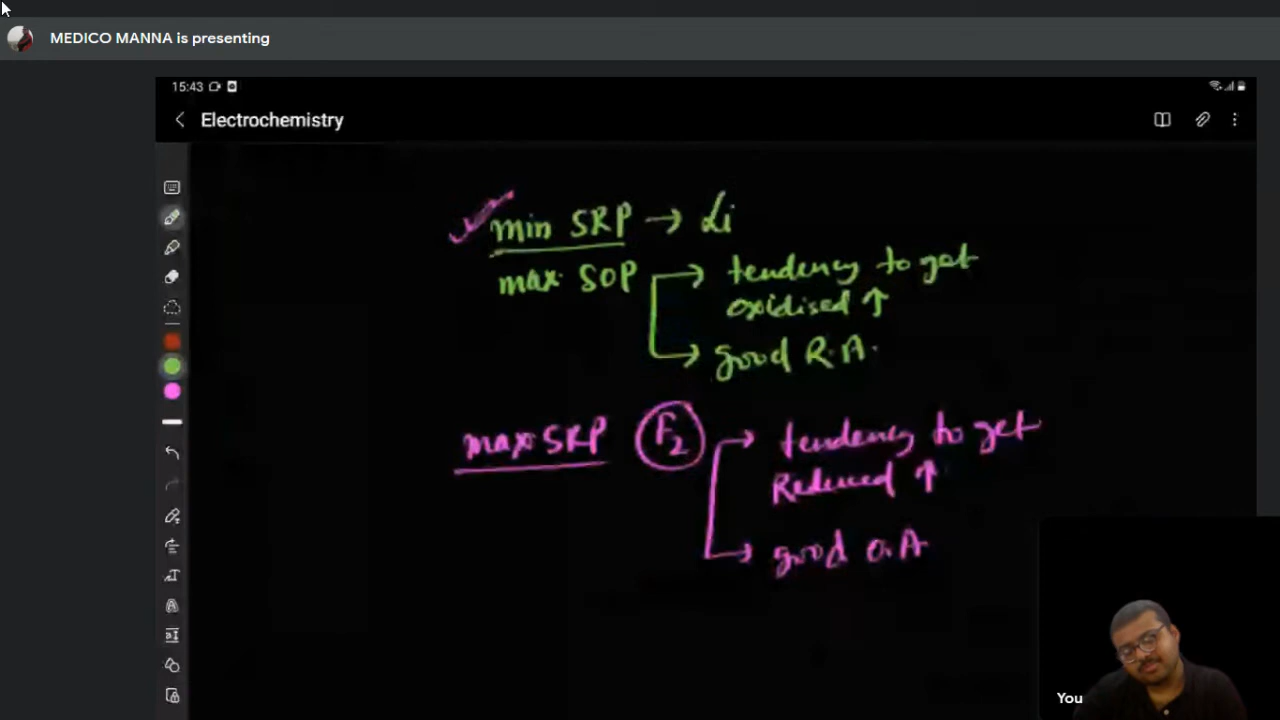 MEDICO MANNA is presenting
15:43
Electrochemistry
min SRP → Li
max. SOP → tendency to get
oxidised ↑
→ good R.A.
max SRP F2 → tendency to get
Reduced ↑
→ good O.A
You